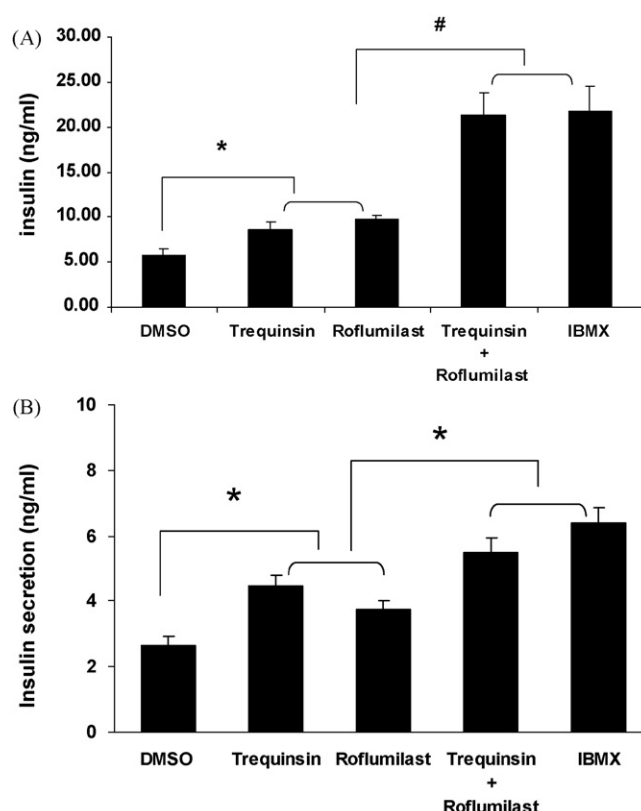 (A)
30.00
25.00
20.00
15.00
10.00
5.00
0.00
insulin (ng/ml)
*
#
DMSO Trequinsin Roflumilast Trequinsin + Roflumilast IBMX
(B)
10
8
6
4
2
0
Insulin secretion (ng/ml)
*
*
DMSO Trequinsin Roflumilast Trequinsin + Roflumilast IBMX